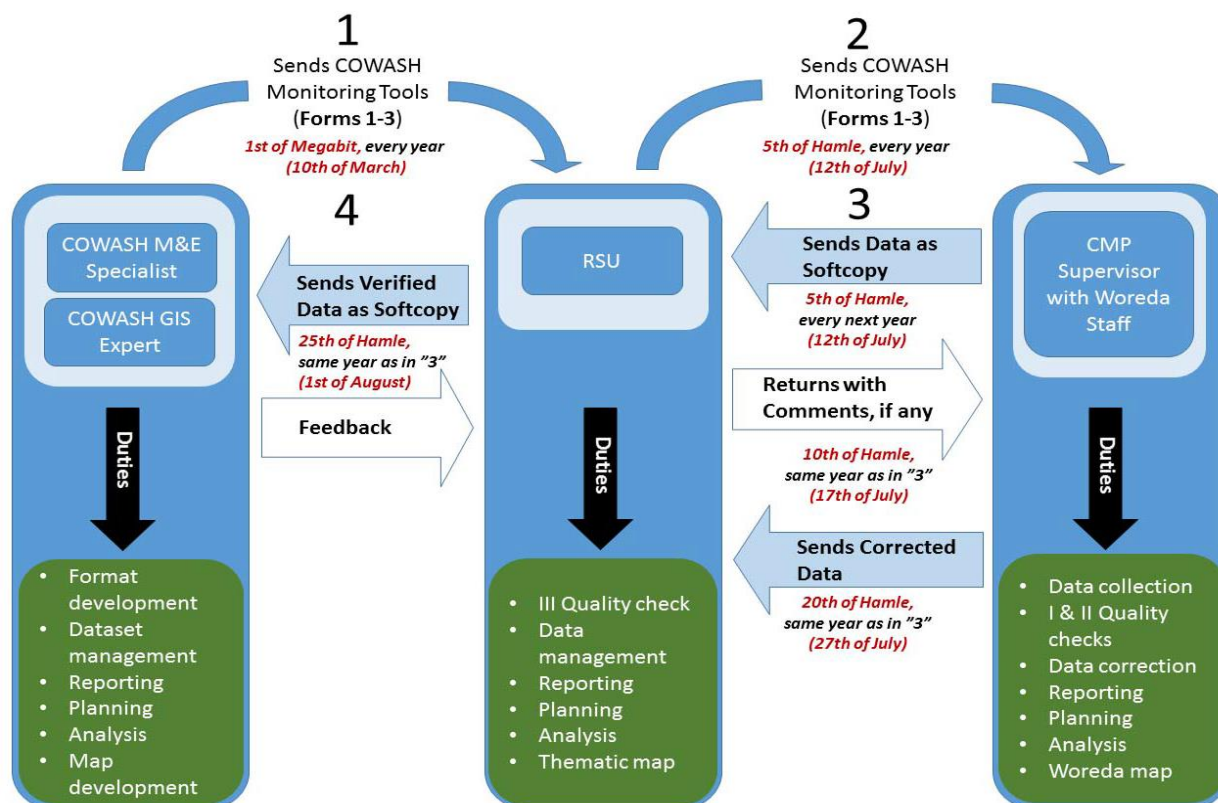 1
Sends COWASH
Monitoring Tools
(Forms 1-3)
1st of Megabit, every year
(10th of March)
2
Sends COWASH
Monitoring Tools
(Forms 1-3)
5th of Hamle, every year
(12th of July)
COWASH M&E
Specialist
COWASH GIS
Expert
4
Sends Verified
Data as Softcopy
25th of Hamle,
same year as in ”3”
(1st of August)
Feedback
RSU
3
Sends Data as
Softcopy
5th of Hamle,
every next year
(12th of July)
Returns with
Comments, if any
10th of Hamle,
same year as in ”3”
(17th of July)
Sends Corrected
Data
20th of Hamle,
same year as in ”3”
(27th of July)
CMP
Supervisor
with Woreda
Staff
Duties
• Format
development
• Dataset
management
• Reporting
• Planning
• Analysis
• Map
development
Duties
• III Quality check
• Data
management
• Reporting
• Planning
• Analysis
• Thematic map
Duties
• Data collection
• I & II Quality
checks
• Data correction
• Reporting
• Planning
• Analysis
• Woreda map